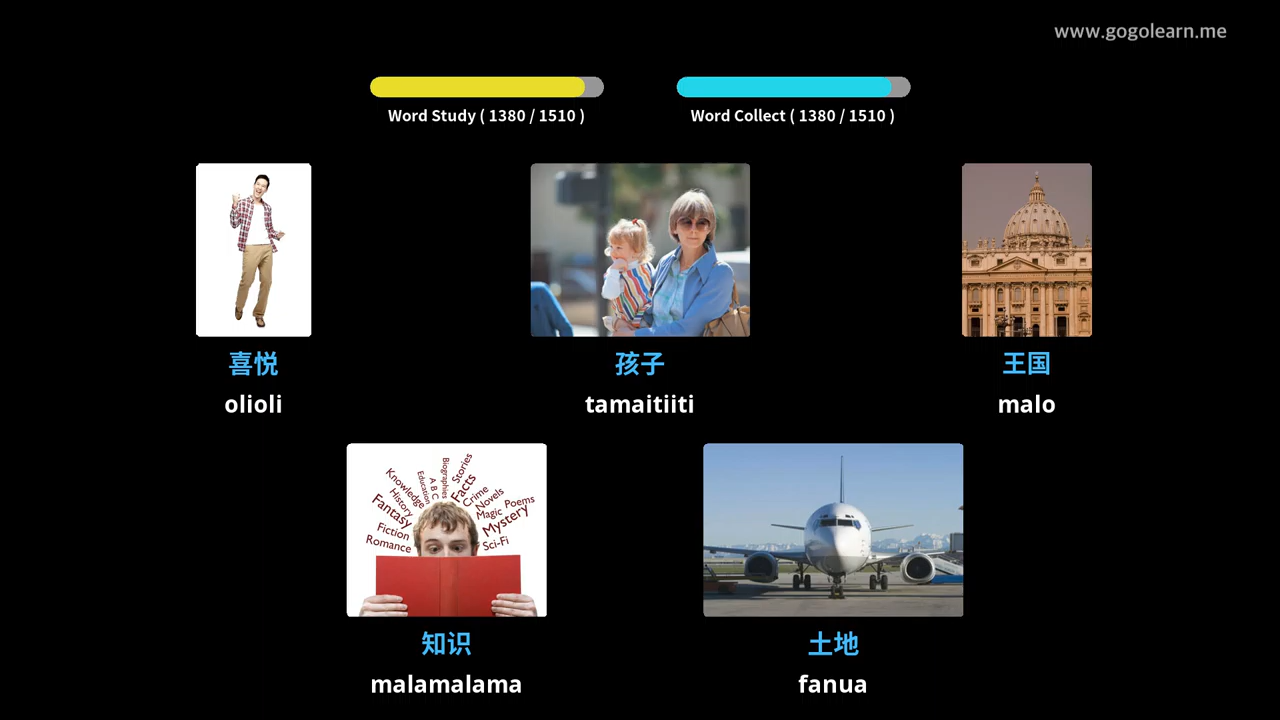 www.gogolearn.me
Word Study ( 1380 / 1510 )
Word Collect ( 1380 / 1510 )
喜悦
孩子
王国
olioli
tamaitiiti
malo
Knowledge
History
Fantasy
Fiction
Romance
Education
A B C
Biographies
Stories
Facts
Crime
Novels
Magic
Poems
Mystery
Sci-Fi
知识
土地
malamalama
fanua